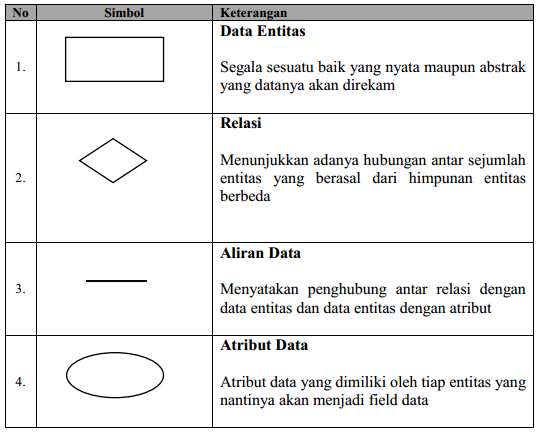 No Simbol Keterangan
Data Entitas
1. Segala sesuatu baik yang nyata maupun abstrak
yang datanya akan direkam
Relasi
Menunjukkan adanya hubungan antar sejumlah
2. entitas yang berasal dari himpunan entitas
berbeda
Aliran Data
3. Menyatakan penghubung antar relasi dengan
data entitas dan data entitas dengan atribut
Atribut Data
4. Atribut data yang dimiliki oleh tiap entitas yang
nantinya akan menjadi field data